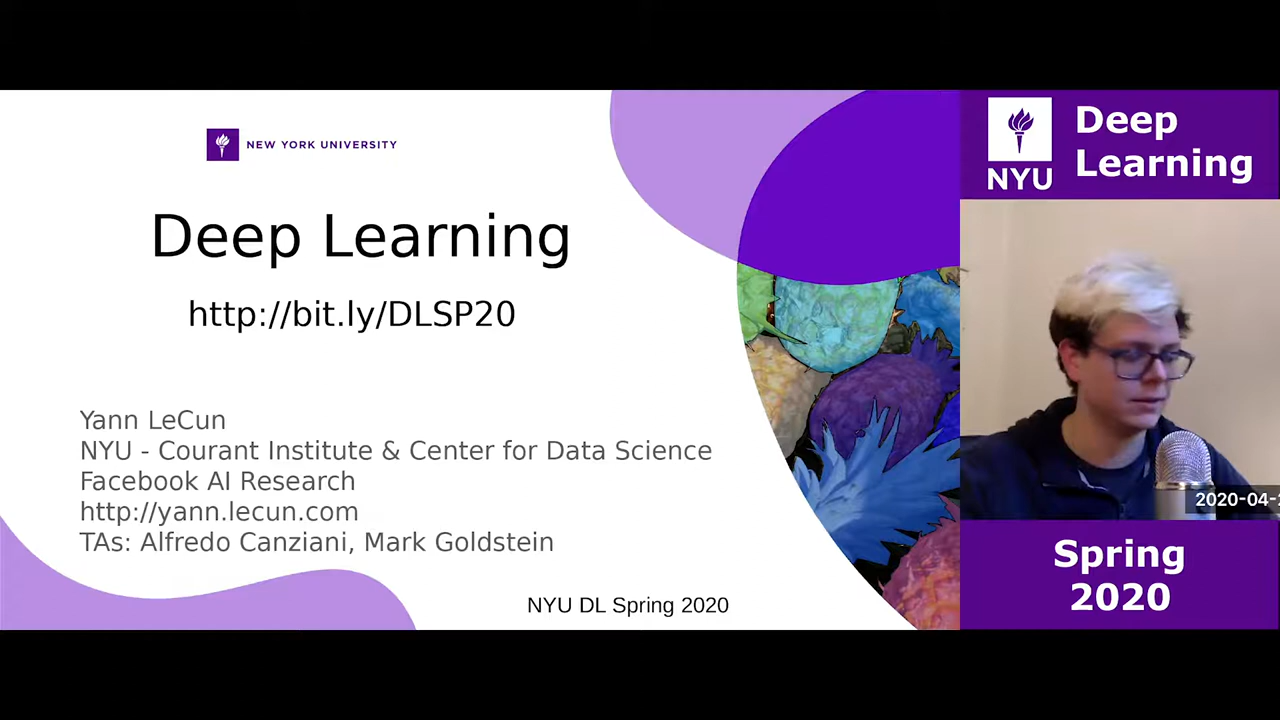 NEW YORK UNIVERSITY
Deep Learning
http://bit.ly/DLSP20
Yann LeCun
NYU - Courant Institute & Center for Data Science
Facebook AI Research
http://yann.lecun.com
TAs: Alfredo Canziani, Mark Goldstein
NYU DL Spring 2020
NYU
Deep
Learning
2020-04-
Spring
2020